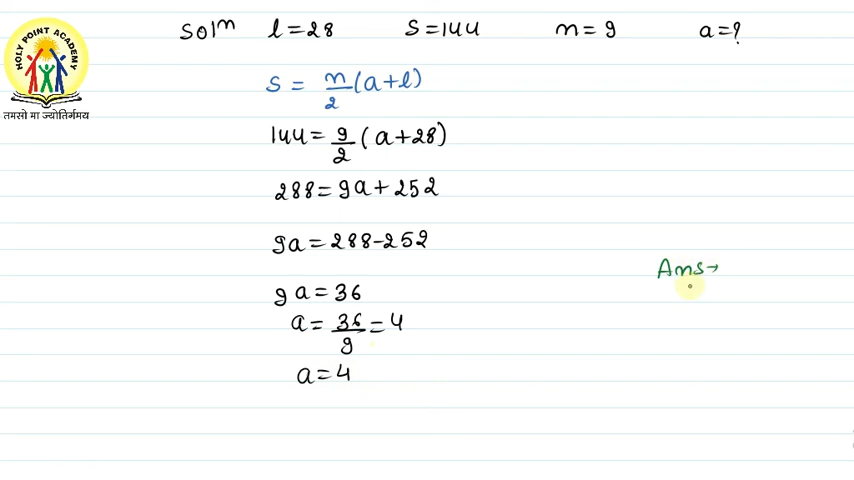 HOLY POINT ACADEMY
तमसो मा ज्योतिर्गमय
Solⁿ l = 28 S = 144 n = 9 a = ?
S = n/2 (a + l)
144 = 9/2 (a + 28)
288 = 9a + 252
9a = 288 - 252
9a = 36
a = 36/9 = 4
a = 4
Ans→